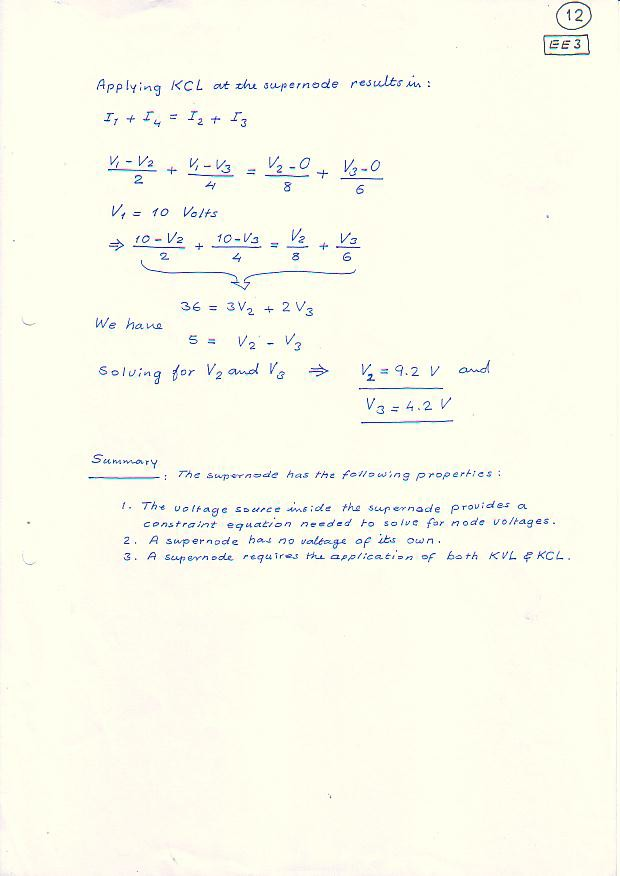 12
EE3
Applying KCL at the supernode results in :
I₁ + I₄ = I₂ + I₃
(V₁ - V₂)/2 + (V₁ - V₃)/4 = (V₂ - 0)/8 + (V₃ - 0)/6
V₁ = 10 Volts
⇒ (10 - V₂)/2 + (10 - V₃)/4 = V₂/8 + V₃/6
36 = 3V₂ + 2V₃
We have
5 = V₂ - V₃
Solving for V₂ and V₃ ⇒ V₂ = 9.2 V and
V₃ = 4.2 V
Summary : The supernode has the following properties :
1. The voltage source inside the supernode provides a
constraint equation needed to solve for node voltages.
2. A supernode has no voltage of its own.
3. A supernode requires the application of both KVL & KCL.